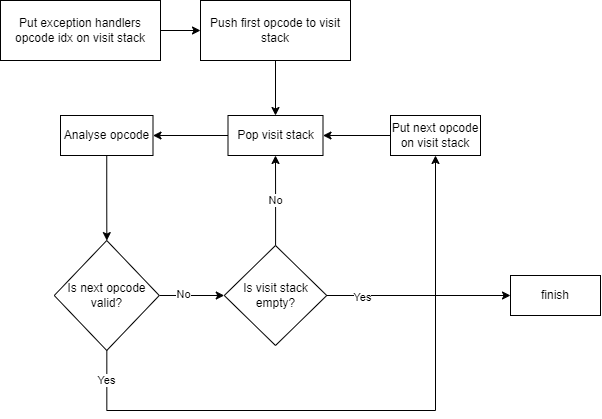 Put exception handlers
opcode idx on visit stack
Push first opcode to visit
stack
Analyse opcode
Pop visit stack
Put next opcode
on visit stack
No
Is next opcode
valid?
No
Is visit stack
empty?
Yes
finish
Yes